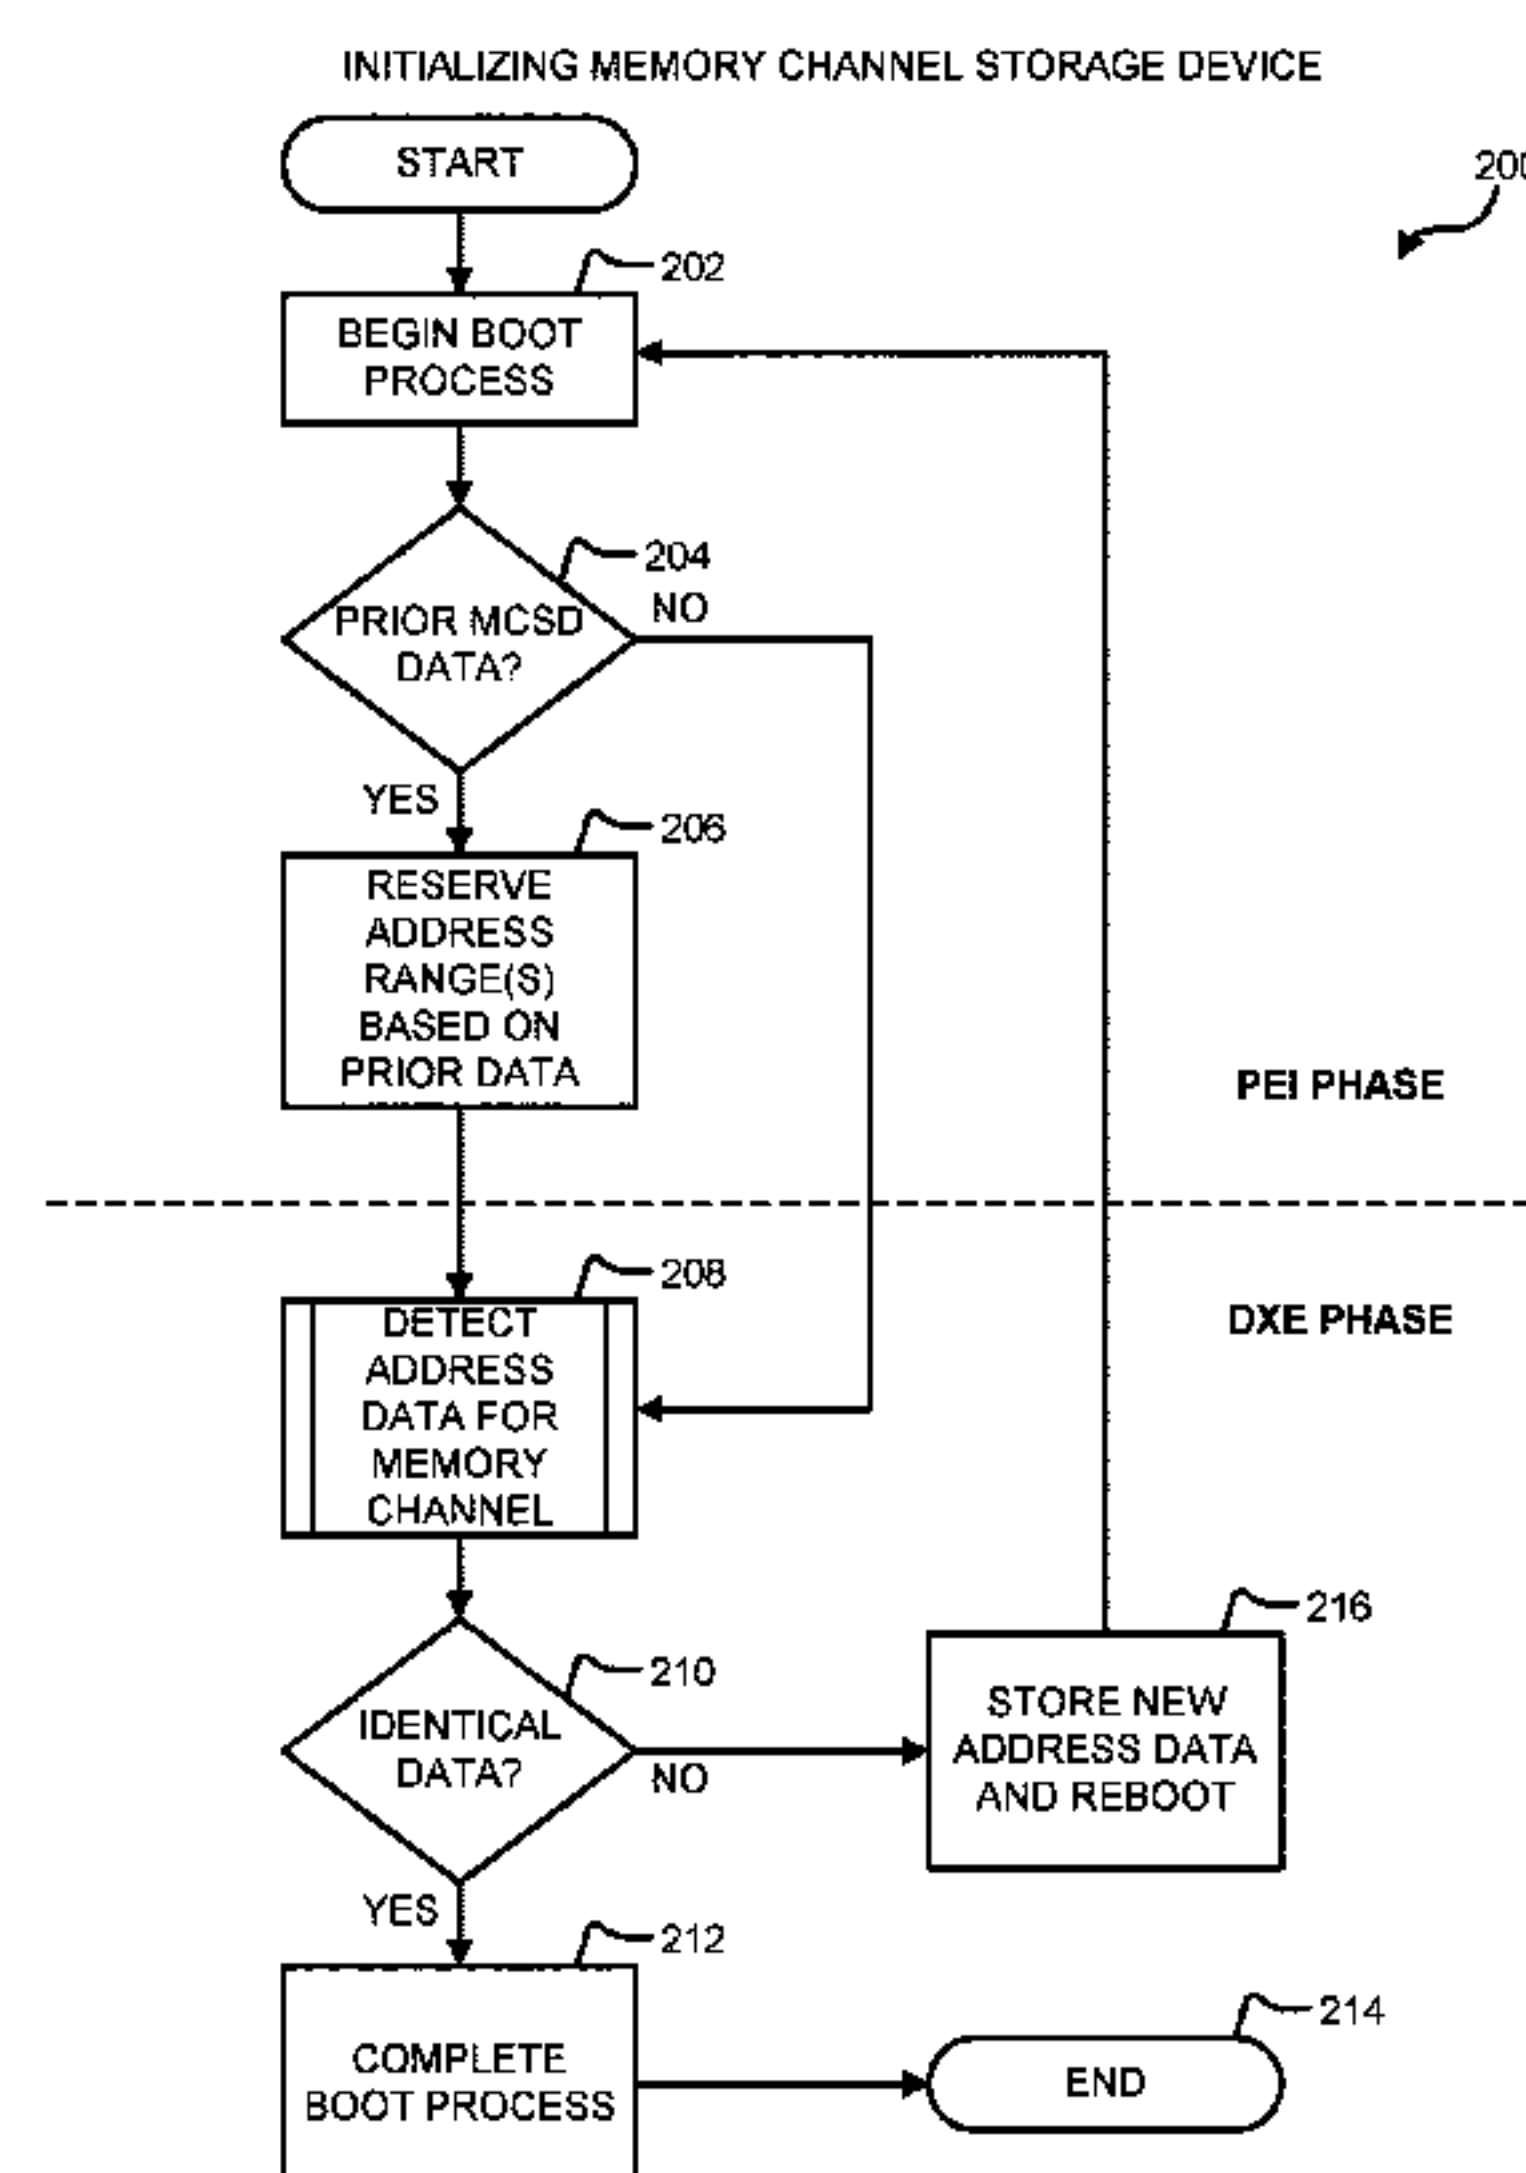 INITIALIZING MEMORY CHANNEL STORAGE DEVICE
START
200
202
BEGIN BOOT
PROCESS
204
NO
PRIOR MCSD
DATA?
YES
206
RESERVE
ADDRESS
RANGE(S)
BASED ON
PRIOR DATA
PEI PHASE
208
DXE PHASE
DETECT
ADDRESS
DATA FOR
MEMORY
CHANNEL
216
210
STORE NEW
ADDRESS DATA
AND REBOOT
IDENTICAL
DATA?
NO
YES
212
214
COMPLETE
BOOT PROCESS
END